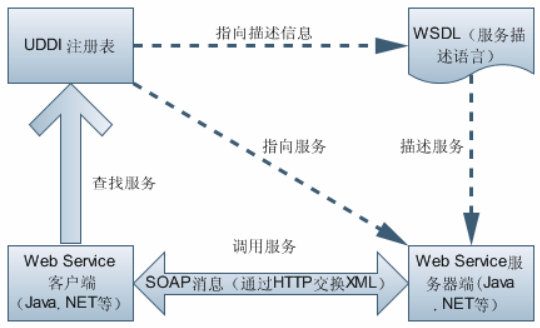 UDDI 注册表
指向描述信息
WSDL（服务描
述语言）
指向服务
描述服务
查找服务
调用服务
Web Service
客户端
（Java．NET等）
SOAP消息（通过HTTP交换XML）
Web Service服
务器端(Java
．NET等）